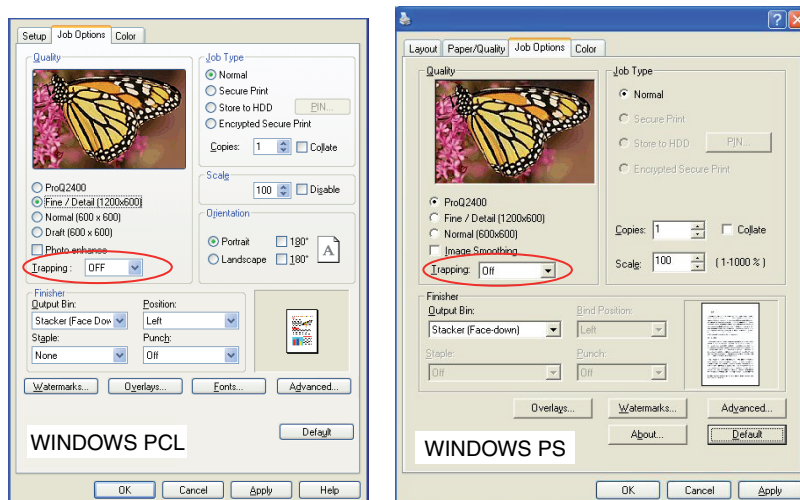 Setup Job Options Color
Quality
ProQ2400
Fine / Detail (1200x600)
Normal (600 x 600)
Draft (600 x 600)
Photo enhance
Trapping : OFF
Job Type
Normal
Secure Print
Store to HDD PIN...
Encrypted Secure Print
Copies: 1 Collate
Scale
100 Disable
Orientation
Portrait 180°
Landscape 180°
A
Finisher
Output Bin: Position:
Stacker (Face Dow Left
Staple: Punch:
None Off
Watermarks... Overlays... Fonts... Advanced...
Default
WINDOWS PCL
OK Cancel Apply Help
Layout Paper/Quality Job Options Color
Quality
ProQ2400
Fine / Detail (1200x600)
Normal (600x600)
Image Smoothing
Trapping: Off
Job Type
Normal
Secure Print
Store to HDD PIN...
Encrypted Secure Print
Copies: 1 Collate
Scale: 100 (1-1000 %)
Finisher
Output Bin: Bind Position:
Stacker (Face-down) Left
Staple: Punch:
Off Off
Overlays... Watermarks... Advanced...
About... Default
WINDOWS PS
OK Cancel Apply